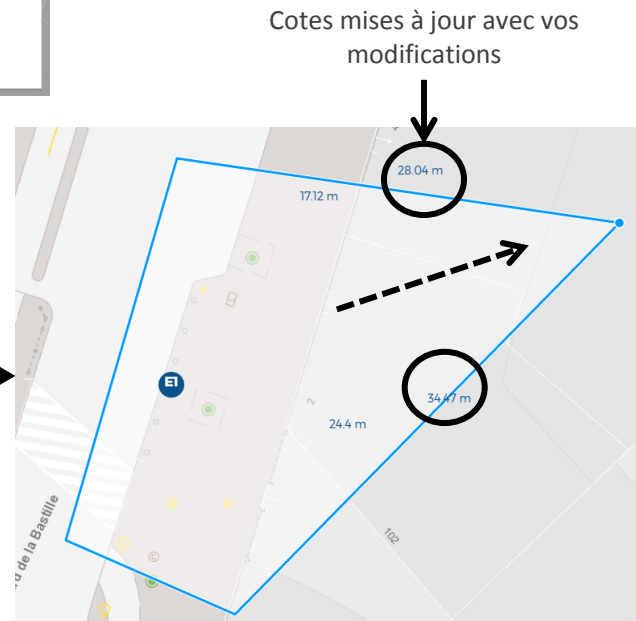 Cotes mises à jour avec vos
modifications
28.04 m
17.12 m
E1
34.47 m
2
24.4 m
102
d de la Bastille
©